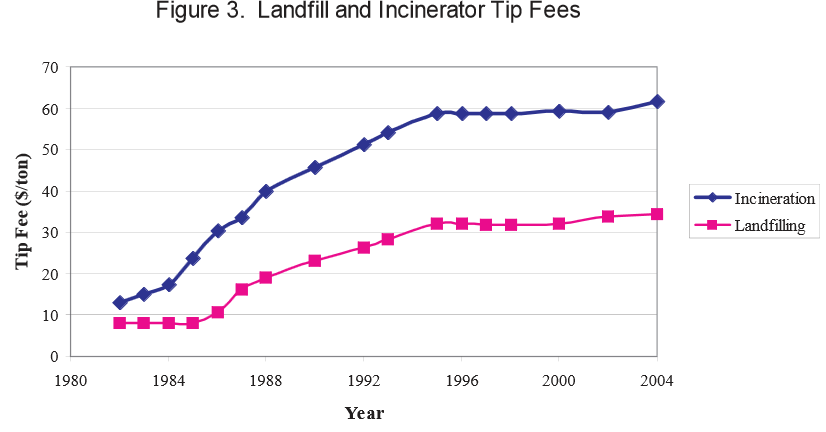 Figure 3. Landfill and Incinerator Tip Fees
70
60
50
40
30
20
10
0
Tip Fee ($/ton)
1980 1984 1988 1992 1996 2000 2004
Year
Incineration
Landfilling